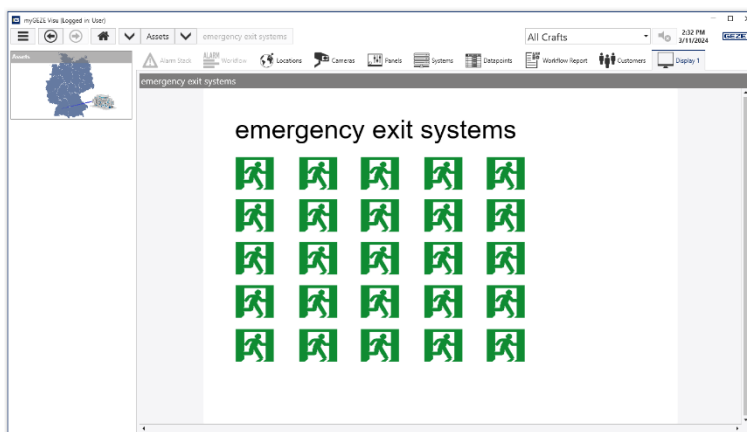 myGEZE Visu (Logged in: User)
Assets
emergency exit systems
All Crafts
2:32 PM
3/11/2024
GEZE
Assets
Alarm Stack
ALARM
Workflow
Locations
Cameras
Panels
Systems
Datapoints
Workflow Report
Customers
Display 1
emergency exit systems
emergency exit systems